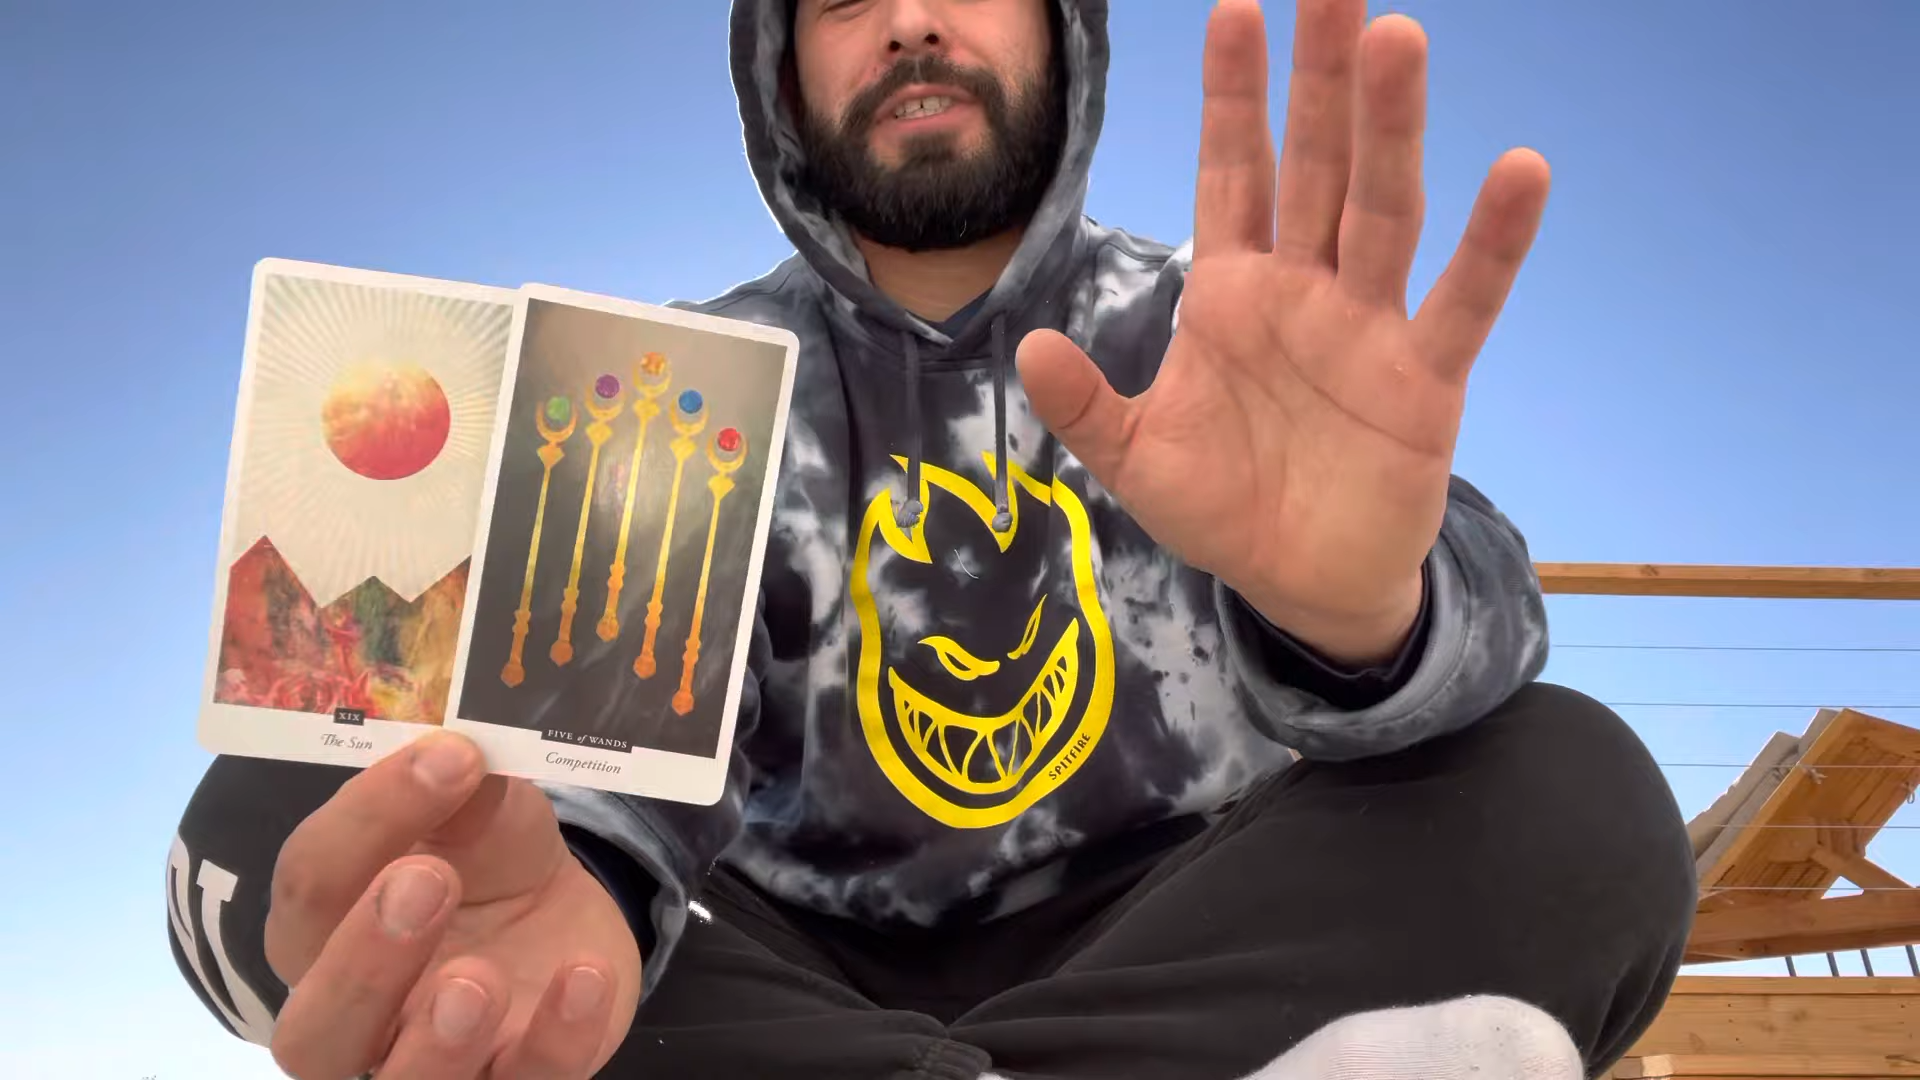 XIX
The Sun
FIVE of WANDS
Competition
SPITFIRE